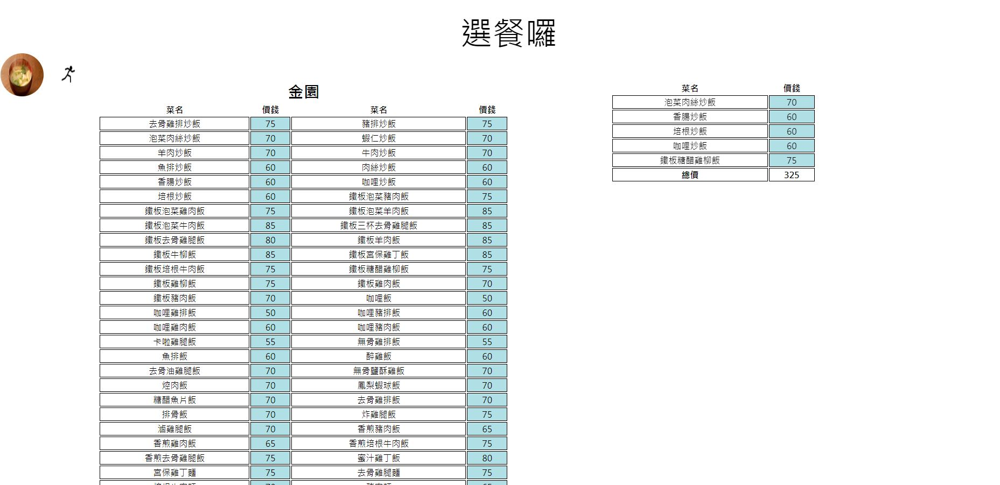 選餐囉
金園
菜名 價錢 菜名 價錢
去骨雞排炒飯 75 豬排炒飯 75
泡菜肉絲炒飯 70 蝦仁炒飯 70
羊肉炒飯 70 牛肉炒飯 70
魚排炒飯 60 肉絲炒飯 60
香腸炒飯 60 咖哩炒飯 60
培根炒飯 60 鐵板泡菜豬肉飯 75
鐵板泡菜雞肉飯 75 鐵板泡菜羊肉飯 85
鐵板泡菜牛肉飯 85 鐵板三杯去骨雞腿飯 85
鐵板去骨雞腿飯 80 鐵板羊肉飯 85
鐵板牛柳飯 85 鐵板宮保雞丁飯 85
鐵板培根牛肉飯 75 鐵板糖醋雞柳飯 75
鐵板雞柳飯 75 鐵板雞肉飯 70
鐵板豬肉飯 70 咖哩飯 50
咖哩雞排飯 50 咖哩豬排飯 60
咖哩雞肉飯 60 咖哩豬肉飯 60
卡啦雞腿飯 55 無骨雞排飯 55
魚排飯 60 醉雞飯 60
去骨油雞腿飯 70 無骨鹽酥雞飯 70
焢肉飯 70 鳳梨蝦球飯 70
糖醋魚片飯 70 去骨雞排飯 70
排骨飯 70 炸雞腿飯 75
滷雞腿飯 70 香煎豬肉飯 65
香煎雞肉飯 65 香煎培根牛肉飯 75
香煎去骨雞腿飯 75 蜜汁雞丁飯 80
宮保雞丁麵 75 去骨雞腿麵 75
菜名 價錢
泡菜肉絲炒飯 70
香腸炒飯 60
培根炒飯 60
咖哩炒飯 60
鐵板糖醋雞柳飯 75
總價 325